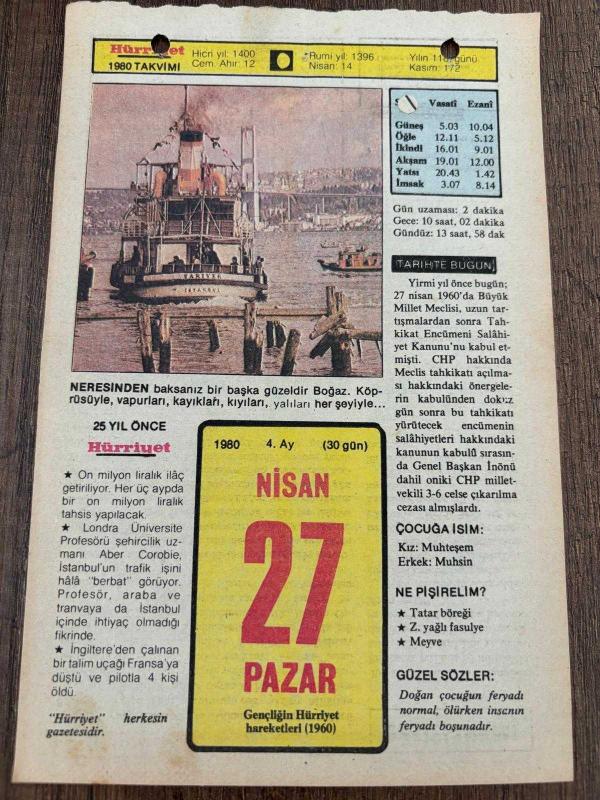 Hürriyet
1980 TAKVİMİ
Hicri yıl: 1400
Cem. Ahır: 12
Rumi yıl: 1396
Nisan: 14
Yılın 118. günü
Kasım: 172
TARABYA
İSTANBUL
NERESİNDEN baksanız bir başka güzeldir Boğaz. Köp-
rüsüyle, vapurları, kayıkları, kıyıları, yalıları her şeyiyle...
25 YIL ÖNCE
Hürriyet
★ On milyon liralık ilâç
getiriliyor. Her üç aypda
bir on milyon liralık
tahsis yapılacak.
★ Londra Üniversite
Profesörü şehircilik uz-
manı Aber Corobie,
İstanbul'un trafik işini
hâlâ "berbat" görüyor.
Profesör, araba ve
tranvaya da İstanbul
içinde ihtiyaç olmadığı
fikrinde.
★ İngiltere'den çalınan
bir talim uçağı Fransa'ya
düştü ve pilotla 4 kişi
öldü.
"Hürriyet" herkesin
gazetesidir.
1980 4. Ay (30 gün)
NİSAN
27
PAZAR
Gençliğin Hürriyet
hareketleri (1960)
Vasatî Ezanî
Güneş 5.03 10.04
Öğle 12.11 5.12
İkindi 16.01 9.01
Akşam 19.01 12.00
Yatsı 20.43 1.42
İmsak 3.07 8.14
Gün uzaması: 2 dakika
Gece: 10 saat, 02 dakika
Gündüz: 13 saat, 58 dak
TARİHTE BUGÜN
Yirmi yıl önce bugün;
27 nisan 1960'da Büyük
Millet Meclisi, uzun tar-
tışmalardan sonra Tah-
kikat Encümeni Salâhi-
yet Kanunu'nu kabul et-
mişti. CHP hakkında
Meclis tahkikatı açılma-
sı hakkındaki önergele-
rin kabulünden dokuz
gün sonra bu tahkikatı
yürütecek encümenin
salâhiyetleri hakkındaki
kanunun kabulû sırasın-
da Genel Başkan İnönü
dahil oniki CHP millet-
vekili 3-6 celse çıkarılma
cezası almışlardı.
ÇOCUĞA İSİM:
Kız: Muhteşem
Erkek: Muhsin
NE PİŞİRELİM?
★ Tatar böreği
★ Z. yağlı fasulye
★ Meyve
GÜZEL SÖZLER:
Doğan çocuğun feryadı
normal, ölürken insanın
feryadı boşunadır.